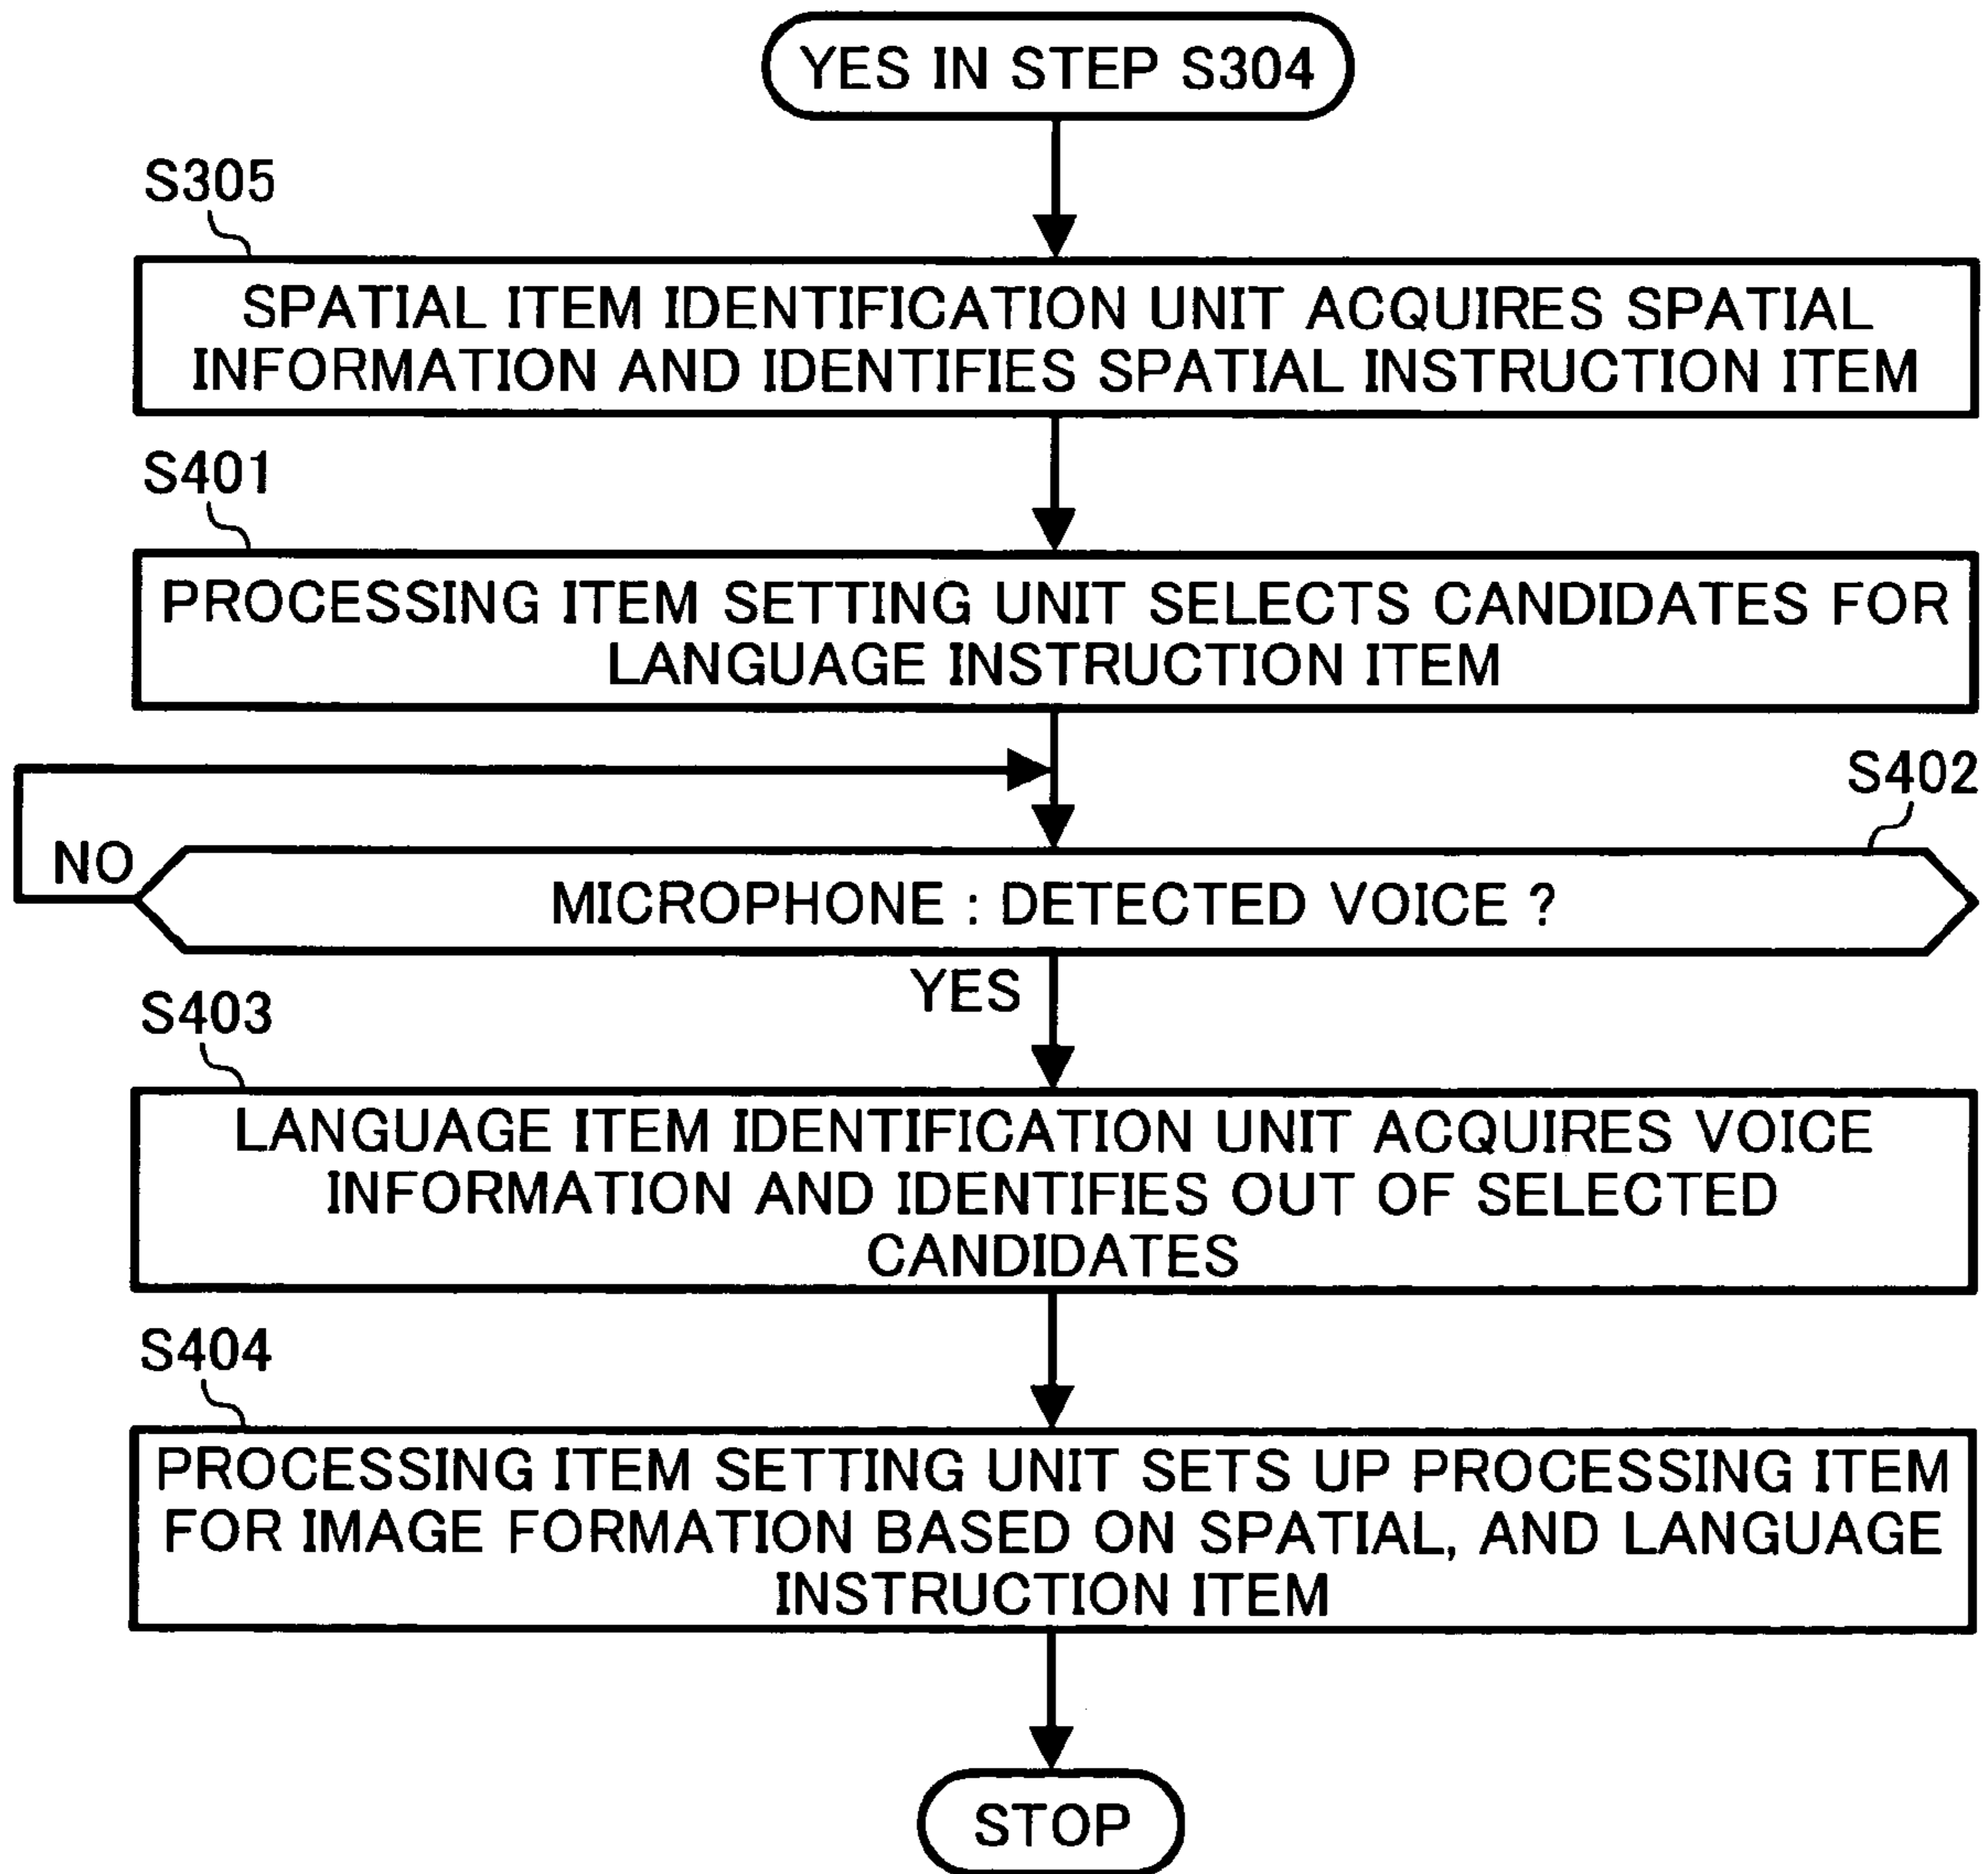 YES IN STEP S304
S305
SPATIAL ITEM IDENTIFICATION UNIT ACQUIRES SPATIAL
INFORMATION AND IDENTIFIES SPATIAL INSTRUCTION ITEM
S401
PROCESSING ITEM SETTING UNIT SELECTS CANDIDATES FOR
LANGUAGE INSTRUCTION ITEM
S402
NO
MICROPHONE : DETECTED VOICE ?
YES
S403
LANGUAGE ITEM IDENTIFICATION UNIT ACQUIRES VOICE
INFORMATION AND IDENTIFIES OUT OF SELECTED
CANDIDATES
S404
PROCESSING ITEM SETTING UNIT SETS UP PROCESSING ITEM
FOR IMAGE FORMATION BASED ON SPATIAL, AND LANGUAGE
INSTRUCTION ITEM
STOP